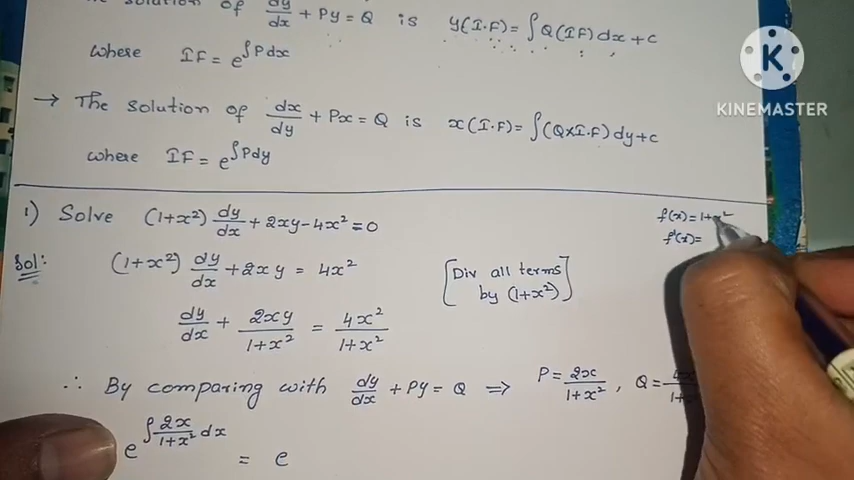 The solution of dy/dx + Py = Q is y(I.F) = ∫Q(IF)dx + c
where IF = e^∫Pdx
→ The solution of dx/dy + Px = Q is x(I.F) = ∫(Q×I.F)dy + c
where IF = e^∫Pdy
1) Solve (1+x²) dy/dx + 2xy - 4x² = 0
f(x) = 1+x²
f'(x) =
Sol: (1+x²) dy/dx + 2xy = 4x²
[Div all terms by (1+x²)]
dy/dx + 2xy/1+x² = 4x²/1+x²
∴ By comparing with dy/dx + Py = Q ⇒ P = 2x/1+x² , Q =
e^∫2x/1+x² dx = e
K
KINEMASTER